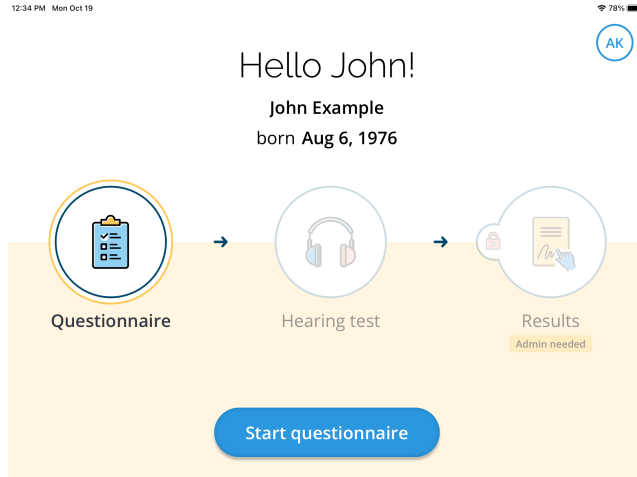 12:34 PM Mon Oct 19
78%
AK
Hello John!
John Example
born Aug 6, 1976
Questionnaire
Hearing test
Results
Admin needed
Start questionnaire